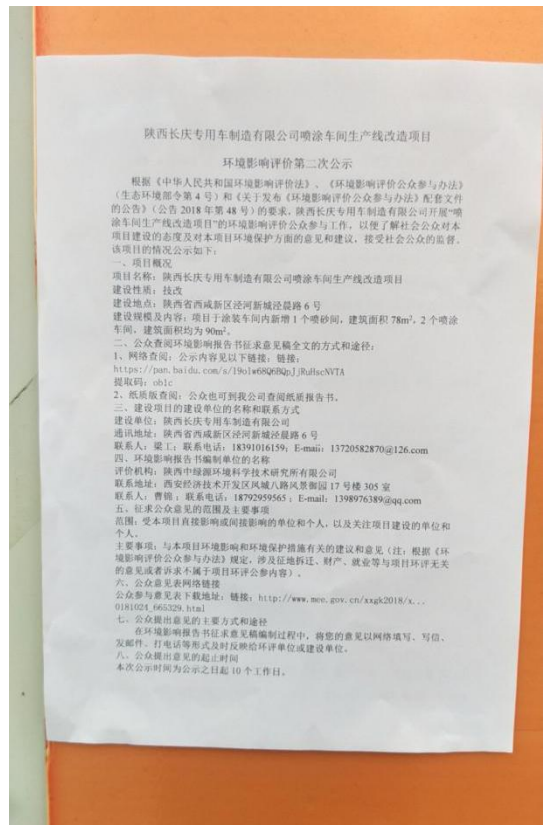 陕西长庆专用车制造有限公司喷涂车间生产线改造项目
环境影响评价第二次公示
根据《中华人民共和国环境影响评价法》、《环境影响评价公众参与办法》
（生态环境部令第 4 号）和《关于发布《环境影响评价公众参与办法》配套文件
的公告》（公告 2018 年第 48 号）的要求，陕西长庆专用车制造有限公司开展“喷
涂车间生产线改造项目”的环境影响评价公众参与工作，以便了解社会公众对本
项目建设的态度及对本项目环境保护方面的意见和建议，接受社会公众的监督。
该项目的情况公示如下：
一、项目概况
项目名称：陕西长庆专用车制造有限公司喷涂车间生产线改造项目
建设性质：技改
建设地点：陕西省西咸新区泾河新城泾晨路 6 号
建设规模及内容：项目于涂装车间内新增 1 个喷砂间，建筑面积 78m²，2 个喷涂
车间，建筑面积均为 90m²。
二、公众查阅环境影响报告书征求意见稿全文的方式和途径：
1、网络查阅：公示内容见以下链接：链接：
https://pan.baidu.com/s/19olw68Q6BQpJjRuHscNVTA
提取码：oblc
2、纸质版查阅：公众也可到我公司查阅纸质报告书。
三、建设项目的建设单位的名称和联系方式
建设单位：陕西长庆专用车制造有限公司
通讯地址：陕西省西咸新区泾河新城泾晨路 6 号
联系人：梁工；联系电话：18391016159；E-mail：13720582870@126.com
四、环境影响报告书编制单位的名称
评价机构：陕西中绿源环境科学技术研究所有限公司
联系地址：西安经济技术开发区凤城八路风景御园 17 号楼 305 室
联系人：曹锦；联系电话：18792959565；E-mail：1398976389@qq.com
五、征求公众意见的范围及主要事项
范围：受本项目直接影响或间接影响的单位和个人，以及关注项目建设的单位和
个人。
主要事项：与本项目环境影响和环境保护措施有关的建议和意见（注：根据《环
境影响评价公众参与办法》规定，涉及征地拆迁、财产、就业等与项目环评无关
的意见或者诉求不属于项目环评公参内容）。
六、公众意见表网络链接
公众参与意见表下载地址：链接：http://www.mee.gov.cn/xxgk2018/x...
0181024_665329.html
七、公众提出意见的主要方式和途径
在环境影响报告书征求意见稿编制过程中，将您的意见以网络填写、写信、
发邮件、打电话等形式及时反映给环评单位或建设单位。
八、公众提出意见的起止时间
本次公示时间为公示之日起 10 个工作日。